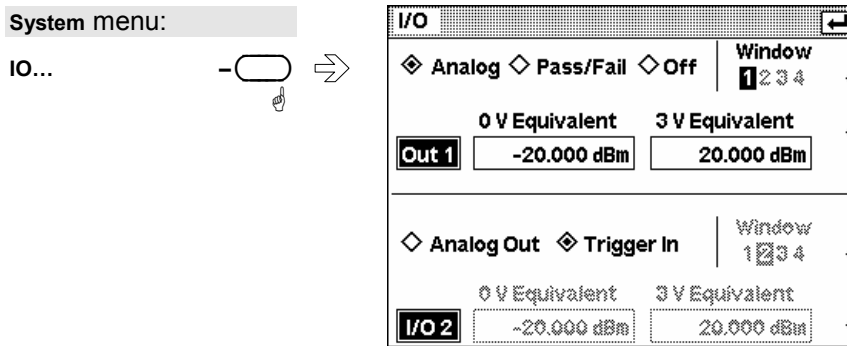 System menu:
IO...
I/O
Analog Pass/Fail Off
Window
1 2 3 4
0 V Equivalent 3 V Equivalent
Out 1 -20.000 dBm 20.000 dBm
Analog Out Trigger In
Window
1 2 3 4
0 V Equivalent 3 V Equivalent
I/O 2 -20.000 dBm 20.000 dBm